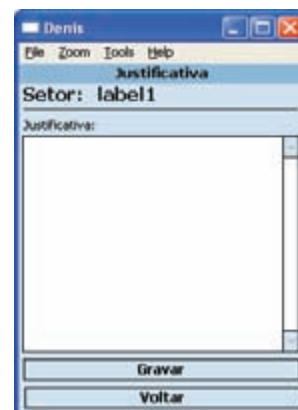 Denis
File Zoom Tools Help
Justificativa
Setor: label1
Justificativa:
Gravar
Voltar